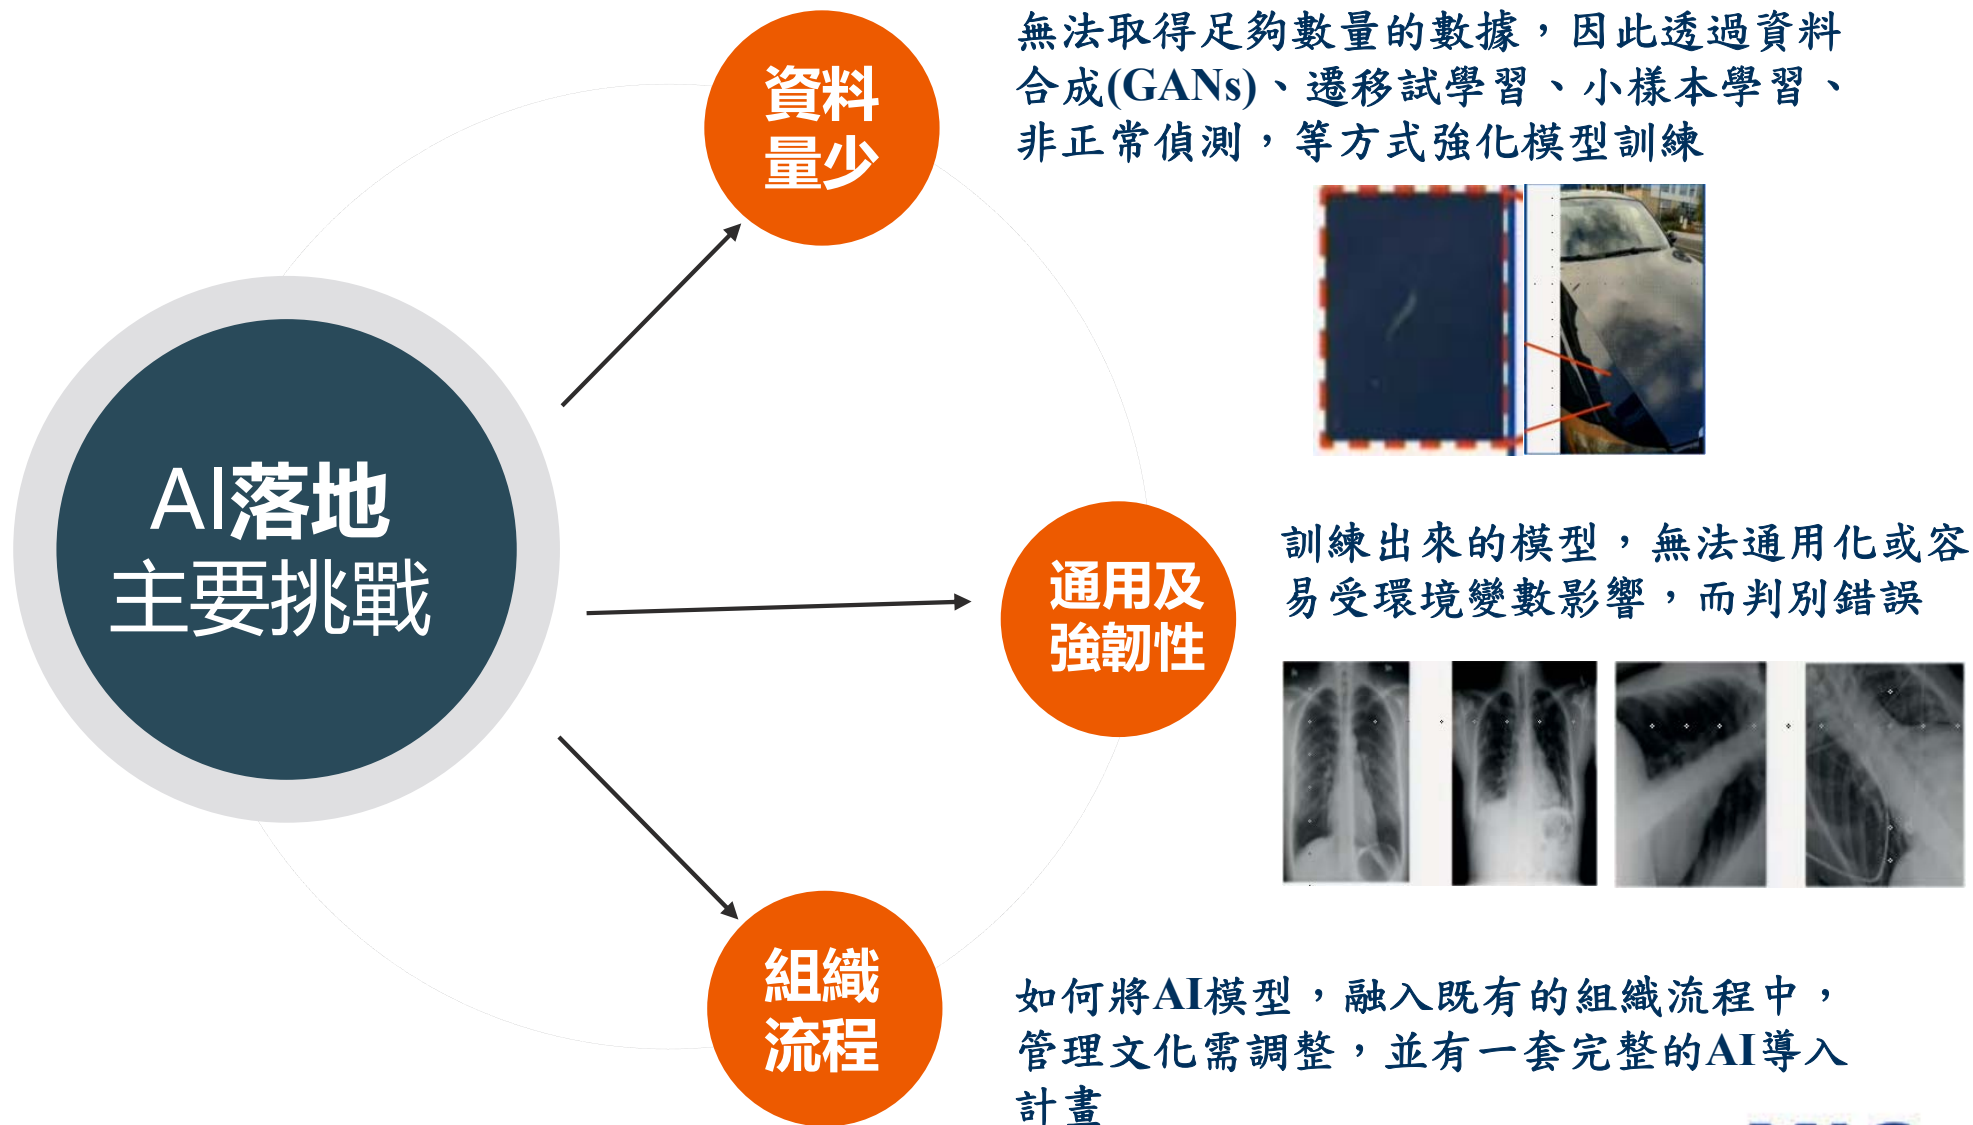 AI落地
主要挑戰
資料
量少
無法取得足夠數量的數據，因此透過資料
合成(GANs)、遷移試學習、小樣本學習、
非正常偵測，等方式強化模型訓練
通用及
強韌性
訓練出來的模型，無法通用化或容
易受環境變數影響，而判別錯誤
組織
流程
如何將AI模型，融入既有的組織流程中，
管理文化需調整，並有一套完整的AI導入
計畫